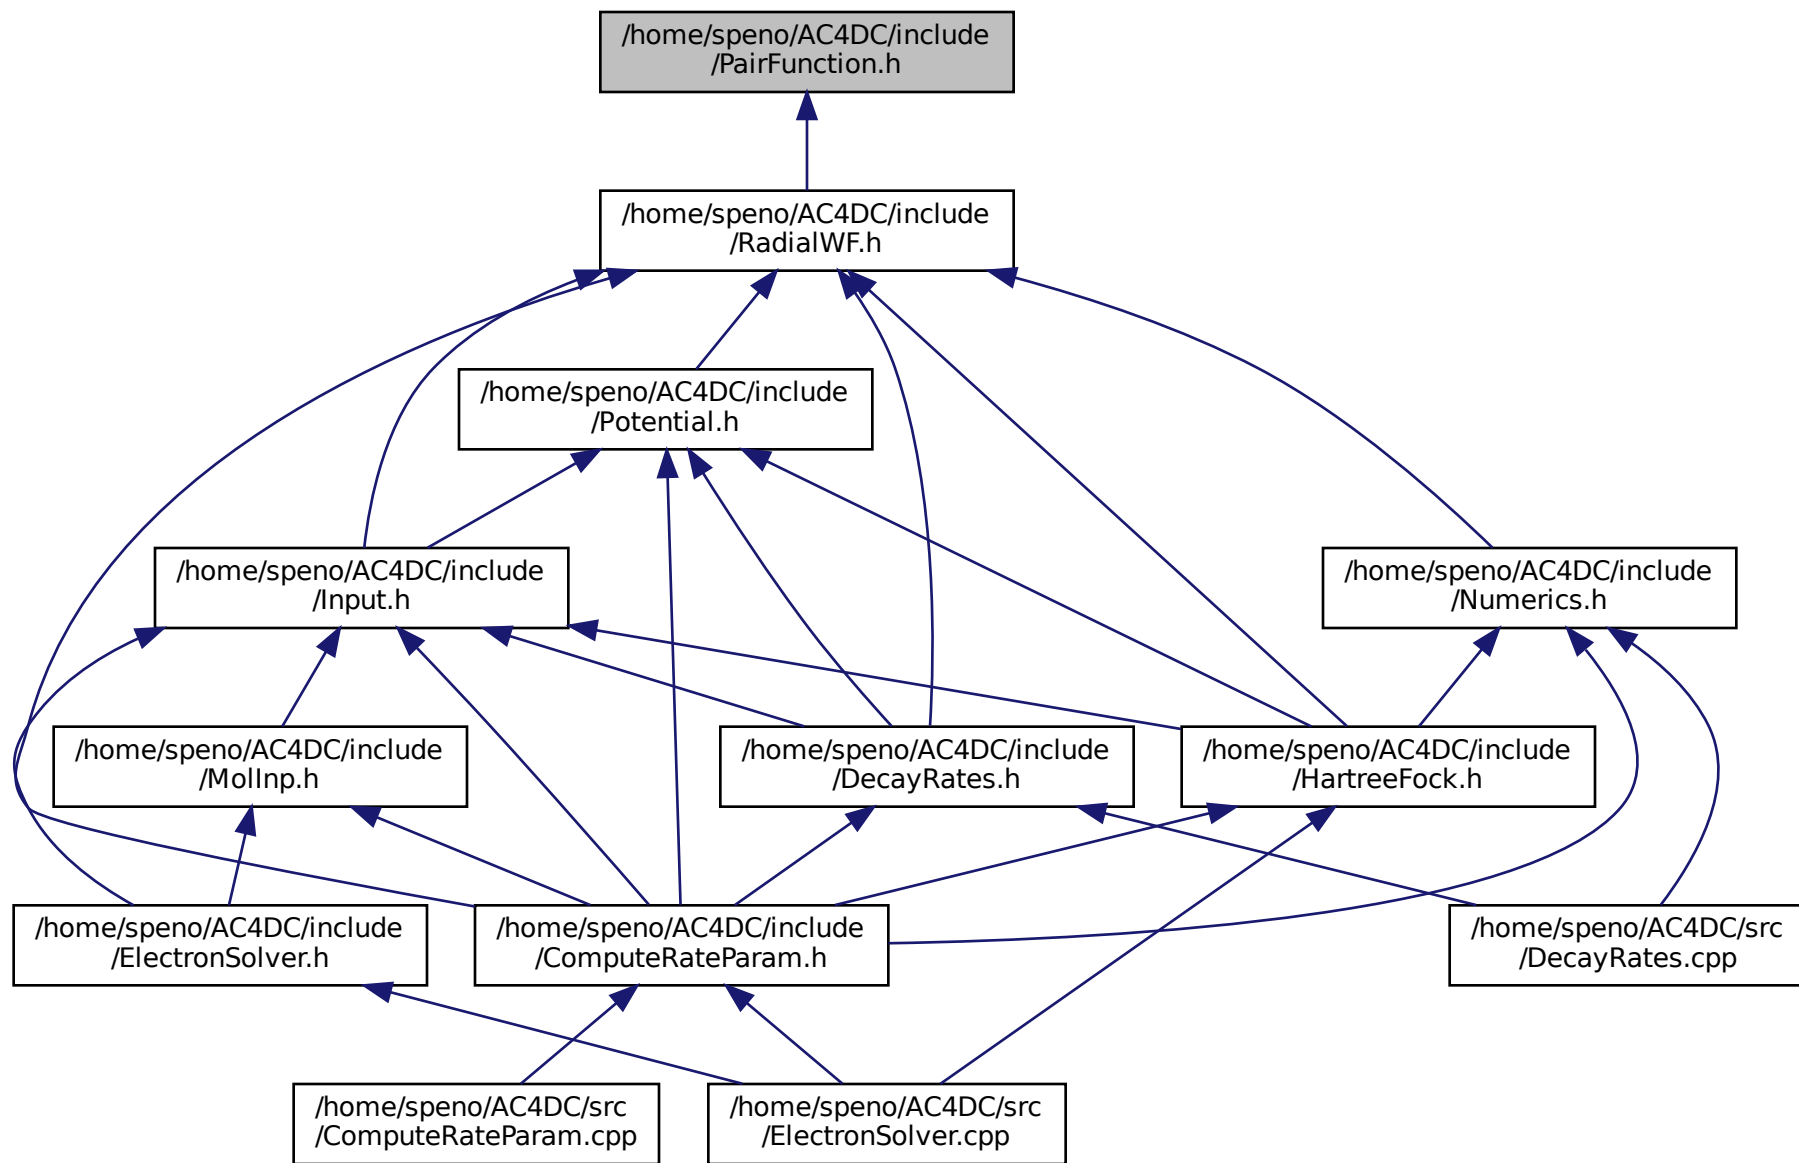 /home/speno/AC4DC/include
/PairFunction.h
/home/speno/AC4DC/include
/RadialWF.h
/home/speno/AC4DC/include
/Potential.h
/home/speno/AC4DC/include
/Input.h
/home/speno/AC4DC/include
/Numerics.h
/home/speno/AC4DC/include
/MolInp.h
/home/speno/AC4DC/include
/DecayRates.h
/home/speno/AC4DC/include
/HartreeFock.h
/home/speno/AC4DC/include
/ElectronSolver.h
/home/speno/AC4DC/include
/ComputeRateParam.h
/home/speno/AC4DC/src
/DecayRates.cpp
/home/speno/AC4DC/src
/ComputeRateParam.cpp
/home/speno/AC4DC/src
/ElectronSolver.cpp